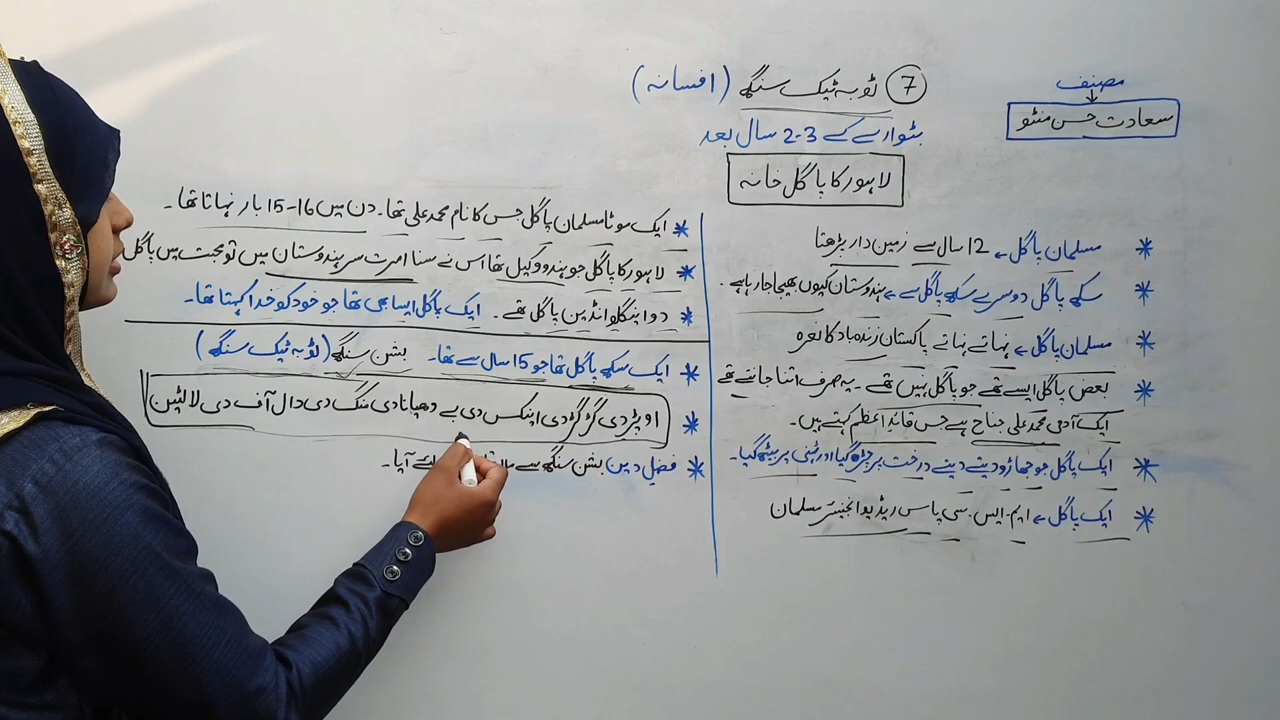 مصنف
سعادت حسن منٹو
7 ٹوبہ ٹیک سنگھ (افسانہ)
بٹوارے کے 3-2 سال بعد
لاہور کا پاگل خانہ
* مسلمان پاگل ← 12 سال سے زمین دار پڑھتا
* سکھ پاگل دوسرے سکھ پاگل سے ← ہندوستان کیوں بھیجا جارہا ہے۔
* مسلمان پاگل ← نہاتے نہاتے پاکستان زندہ باد کا نعرہ
* بعض پاگل ایسے تھے جو پاگل نہیں تھے۔ یہ صرف اتنا جانتے تھے
ایک آدمی محمد علی جناح ہے جس قائد اعظم کہتے ہیں۔
* ایک پاگل جو جھاڑو دیتے دیتے درخت پر چڑھ گیا اور ٹہنی پر بیٹھ گیا۔
* ایک پاگل ← ایم۔ایس۔سی پاس ریڈیو انجینئر مسلمان
* ایک موٹا مسلمان پاگل جس کا نام محمد علی تھا۔ دن میں 16-15 بار نہاتا تھا۔
* لاہور کا پاگل جو ہندو وکیل تھا اس نے سنا امرت سر ہندوستان میں تو محبت میں پاگل
* دو اینگلو انڈین پاگل تھے۔ ایک پاگل ایسا بھی تھا جو خود کو خدا کہتا تھا۔
* ایک سکھ پاگل تھا جو 15 سال سے تھا۔ بشن سنگھ (ٹوبہ ٹیک سنگھ)
* اوپڑ دی گڑ گڑ دی اینکس دی بے دھیانا دی منگ دی دال آف دی لالٹین
* فضل دین بشن سنگھ سے آیا۔